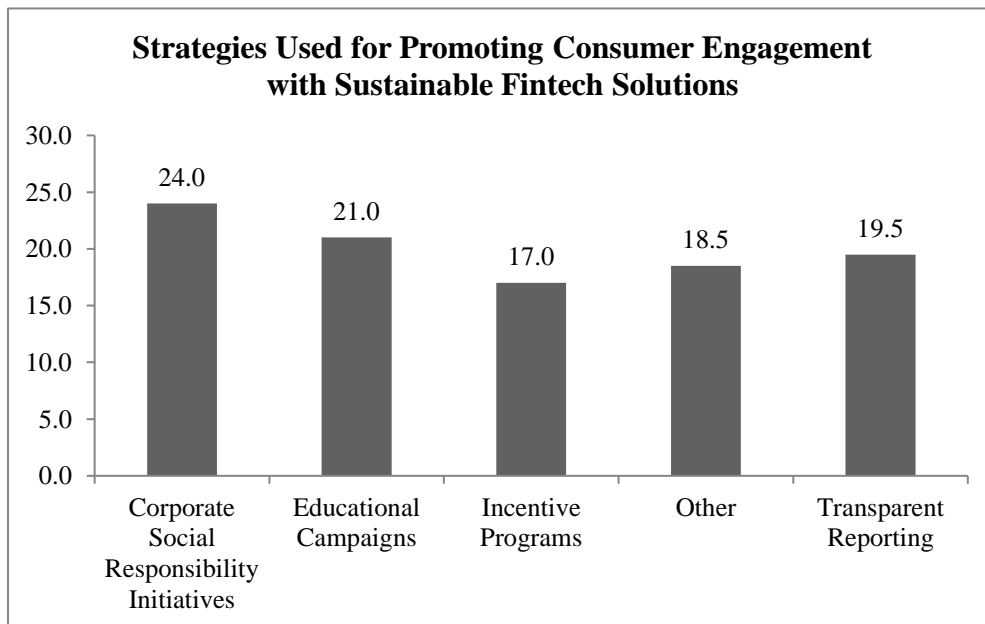 Strategies Used for Promoting Consumer Engagement
with Sustainable Fintech Solutions
30.0
25.0
20.0
15.0
10.0
5.0
0.0
24.0
21.0
17.0
18.5
19.5
Corporate
Social
Responsibility
Initiatives
Educational
Campaigns
Incentive
Programs
Other
Transparent
Reporting